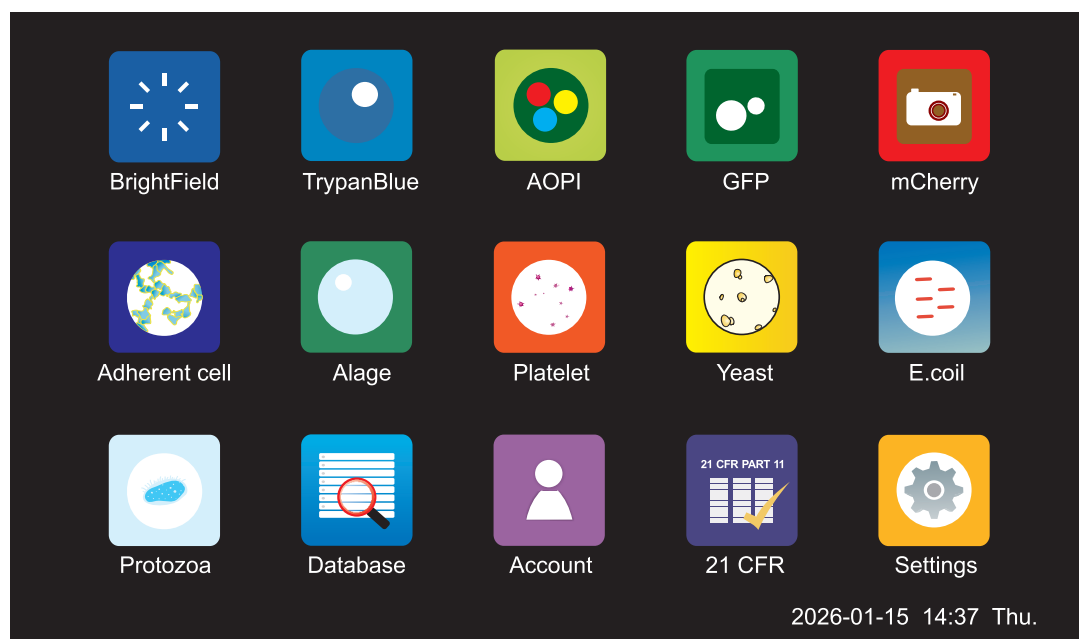 BrightField
TrypanBlue
AOPI
GFP
mCherry
Adherent cell
Alage
Platelet
Yeast
E.coil
21 CFR PART 11
Protozoa
Database
Account
21 CFR
Settings
2026-01-15 14:37 Thu.